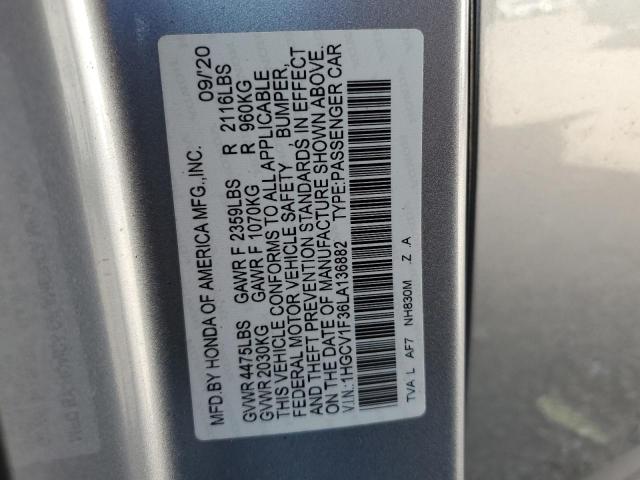 MFD.BY HONDA OF AMERICA MFG.,INC. 09/'20
GVWR 4475LBS GAWR F 2359LBS R 2116LBS
GVWR2030KG GAWR F 1070KG R 960KG
THIS VEHICLE CONFORMS TO ALL APPLICABLE
FEDERAL MOTOR VEHICLE SAFETY, BUMPER,
AND THEFT PREVENTION STANDARDS IN EFFECT
ON THE DATE OF MANUFACTURE SHOWN ABOVE.
V.I.N.:1HGCV1F36LA136882 TYPE:PASSENGER CAR
TVA L AF7 NH830M .Z .A